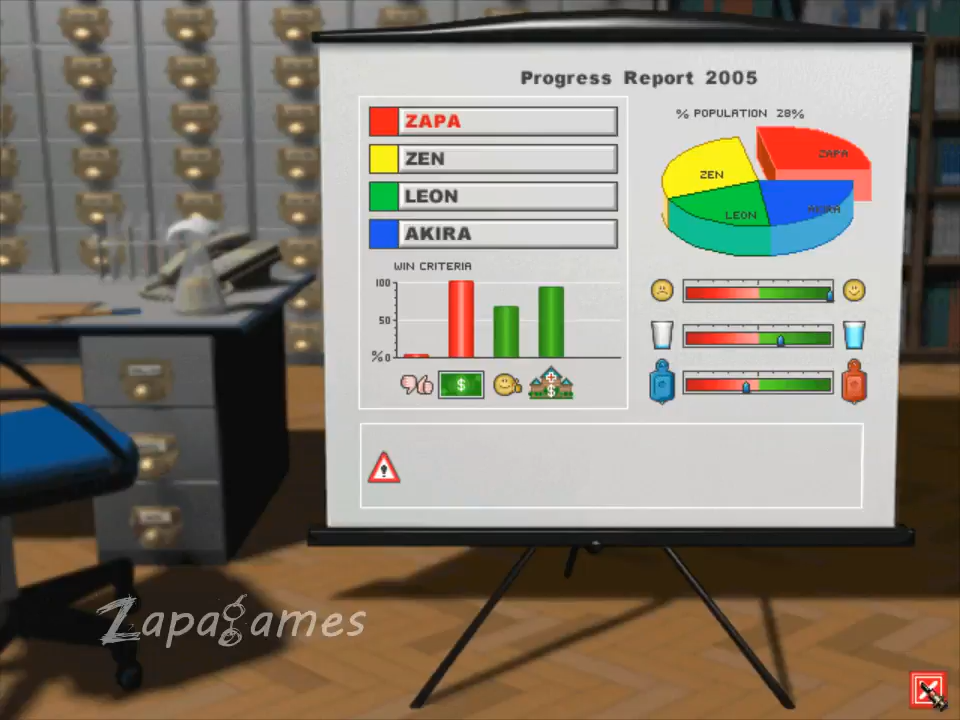 Progress Report 2005
ZAPA
ZEN
LEON
AKIRA
WIN CRITERIA
100
50
% 0
$
$
% POPULATION 28%
ZAPA
ZEN
LEON
AKIRA
!
Zapagames